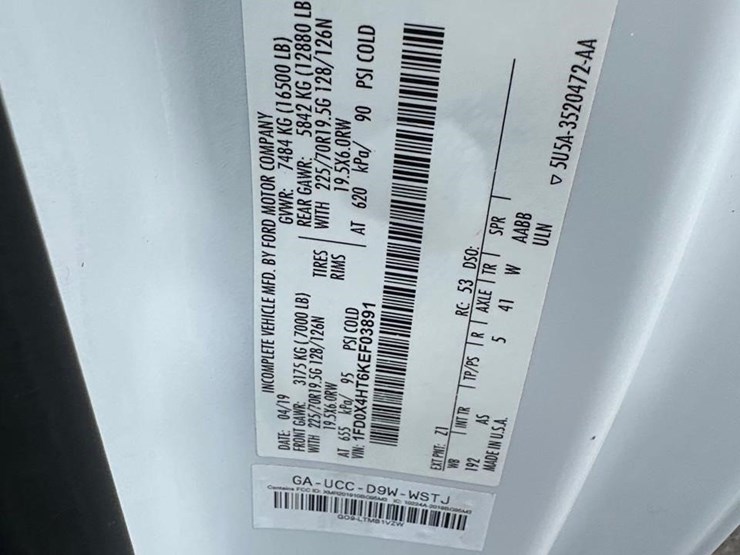 INCOMPLETE VEHICLE MFD. BY FORD MOTOR COMPANY
DATE: 04/19 GVWR: 7484 KG (16500 LB)
FRONT GAWR: 3175 KG (7000 LB) REAR GAWR: 5842 KG (12880 LB
WITH 225/70R19.5G 128/126N TIRES WITH 225/70R19.5G 128/126N
19.5X6.0RW RIMS 19.5X6.0RW
AT 655 kPa/ 95 PSI COLD AT 620 kPa/ 90 PSI COLD
VIN: 1FD0X4HT6KEF03891
EXT PNT: Z1 RC: 53 DSO:
WB INT TR TP/PS R AXLE TR SPR
192 AS 5 41 W AABB
MADE IN U.S.A. ULN
▽ 5U5A-3520472-AA
GA-UCC-D9W-WSTJ
Contains FCC ID: